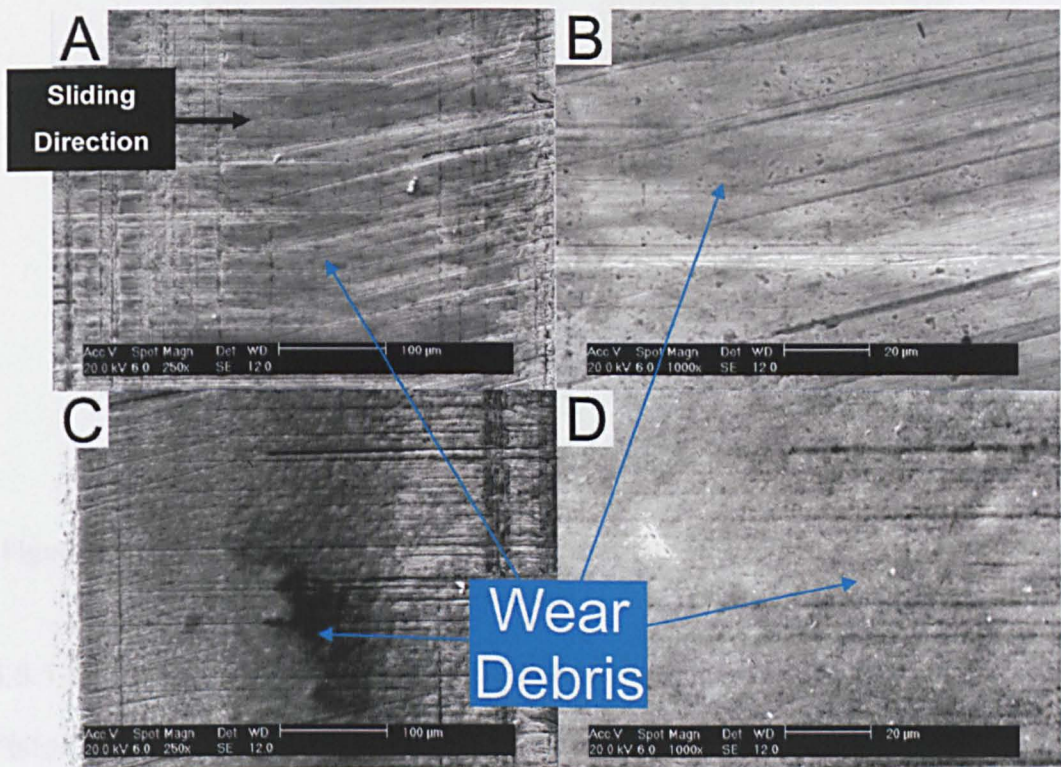 A
B
Sliding
Direction
Acc.V Spot Magn Det WD 100 µm
20.0 kV 6.0 250x SE 12.0
Acc.V Spot Magn Det WD 20 µm
20.0 kV 6.0 1000x SE 12.0
C
D
Wear
Debris
Acc.V Spot Magn Det WD 100 µm
20.0 kV 6.0 250x SE 12.0
Acc.V Spot Magn Det WD 20 µm
20.0 kV 6.0 1000x SE 12.0